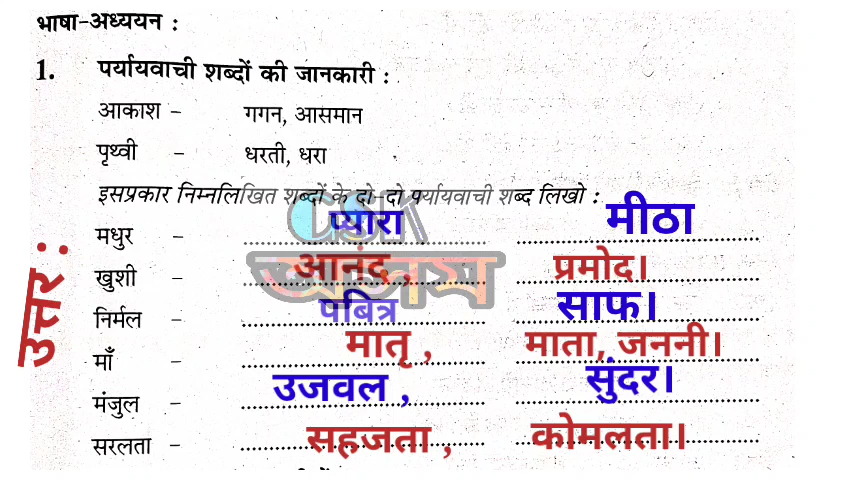 भाषा-अध्ययन :
1. पर्यायवाची शब्दों की जानकारी :
आकाश - गगन, आसमान
पृथ्वी - धरती, धरा
इसप्रकार निम्नलिखित शब्दों के दो-दो पर्यायवाची शब्द लिखो :
मधुर - प्यारा मीठा
खुशी - आनंद , प्रमोद।
निर्मल - पबित्र साफ।
माँ - मातृ , माता, जननी।
मंजुल - उजवल , सुंदर।
सरलता - सहजता , कोमलता।
उत्तर :